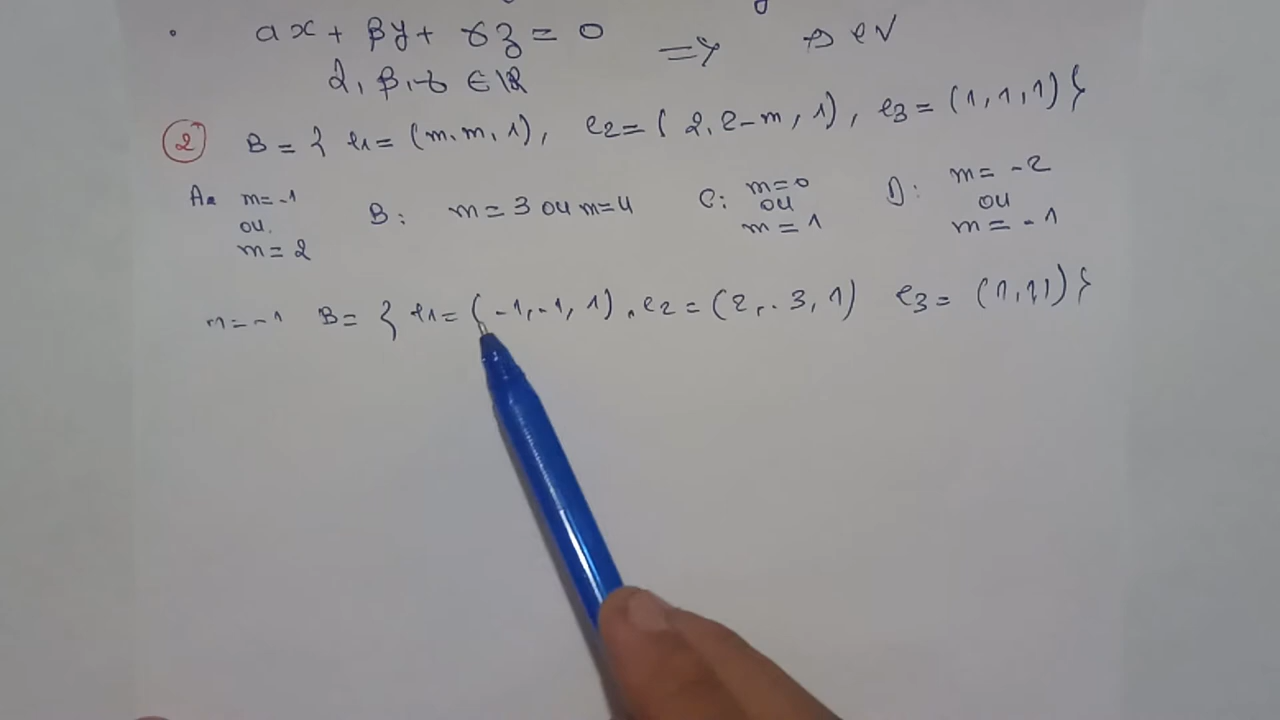 αx + βy + γz = 0 => D ev
α, β, γ ∈ IR
2 B = { e1 = (m, m, 1), e2 = ( 2, 2-m, 1), e3 = (1, 1, 1) }
A: m=-1 ou m=2 B: m=3 ou m=4 C: m=0 ou m=1 D: m=-2 ou m=-1
m=-1 B= { e1= (-1, -1, 1), e2 = (2, 3, 1) e3 = (1, 1, 1) }